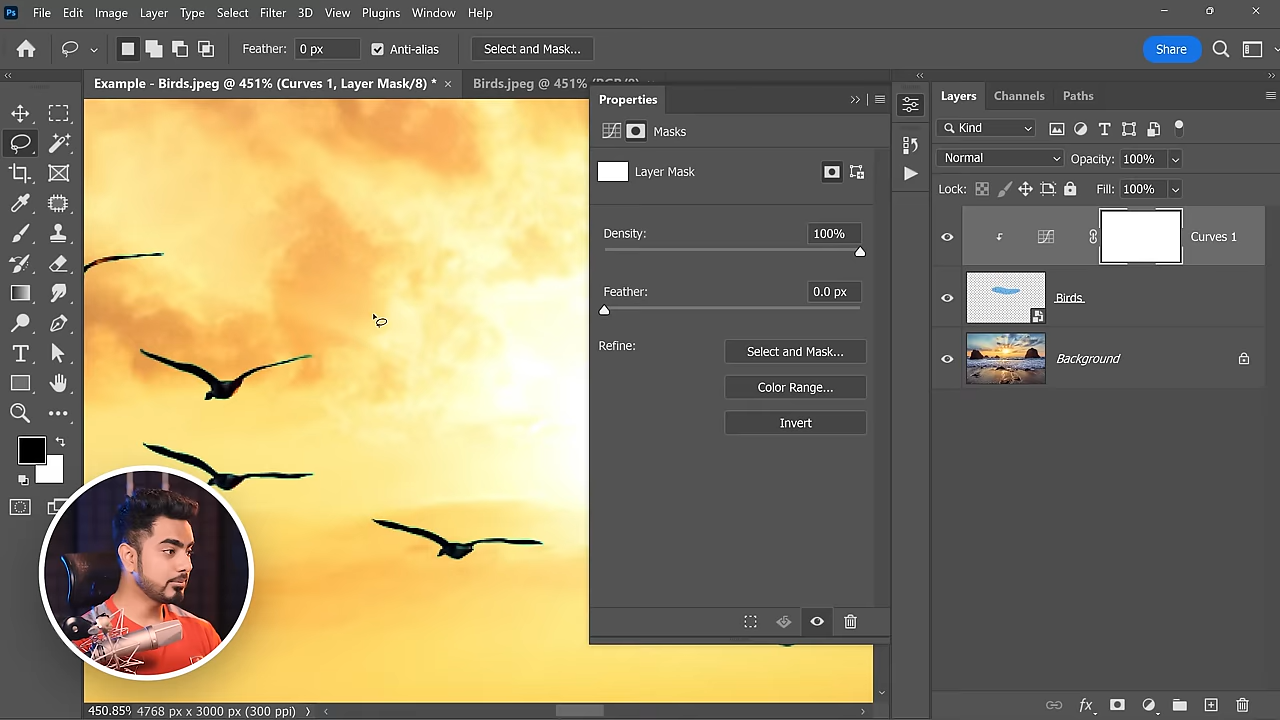 Ps File Edit Image Layer Type Select Filter 3D View Plugins Window Help
Feather: 0 px Anti-alias Select and Mask... Share
Example - Birds.jpeg @ 451% (Curves 1, Layer Mask/8) * × Birds.jpeg @ 451%
Properties
Masks
Layer Mask
Density: 100%
Feather: 0.0 px
Refine: Select and Mask...
Color Range...
Invert
Layers Channels Paths
Kind
Normal Opacity: 100%
Lock: Fill: 100%
Curves 1
Birds
Background
fx
450.85% 4768 px x 3000 px (300 ppi)